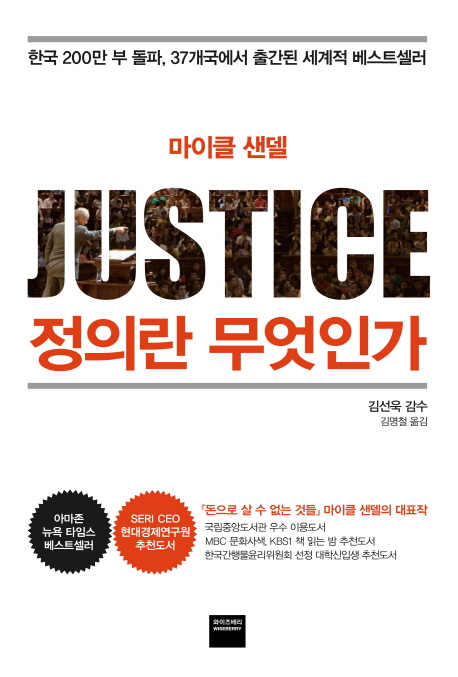 한국 200만 부 돌파, 37개국에서 출간된 세계적 베스트셀러
마이클 샌델
JUSTICE
정의란 무엇인가
김선욱 감수
김명철 옮김
아마존
뉴욕 타임스
베스트셀러
SERI CEO
현대경제연구원
추천도서
『돈으로 살 수 없는 것들』 마이클 샌델의 대표작
국립중앙도서관 우수 이용도서
MBC 문화사색, KBS1 책 읽는 밤 추천도서
한국간행물윤리위원회 선정 대학신입생 추천도서
와이즈베리
WISEBERRY